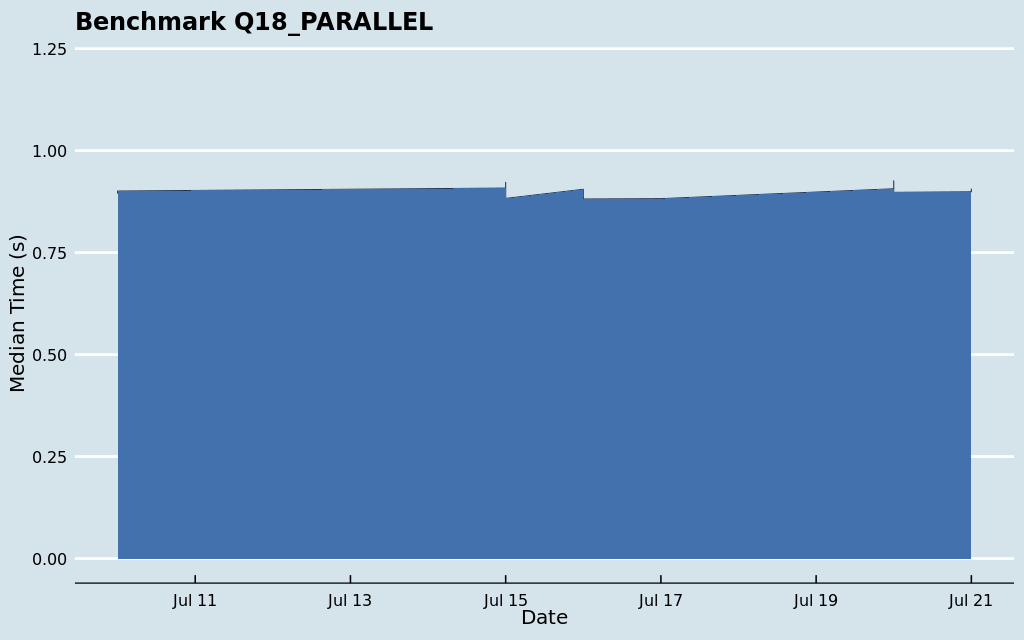 Benchmark Q18_PARALLEL
Median Time (s)
1.25
1.00
0.75
0.50
0.25
0.00
Jul 11
Jul 13
Jul 15
Jul 17
Jul 19
Jul 21
Date